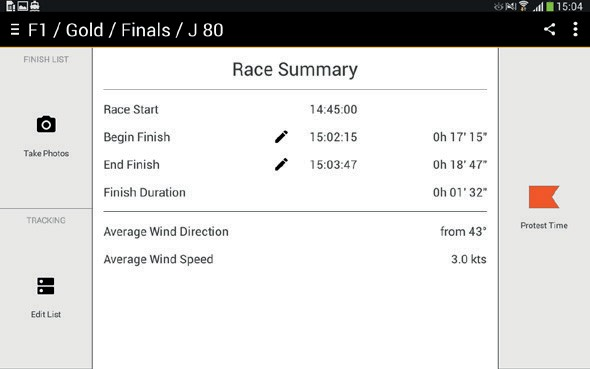 15:04
F1 / Gold / Finals / J 80
FINISH LIST
Take Photos
TRACKING
Edit List
Race Summary
Race Start 14:45:00
Begin Finish 15:02:15 0h 17' 15"
End Finish 15:03:47 0h 18' 47"
Finish Duration 0h 01' 32"
Average Wind Direction from 43°
Average Wind Speed 3.0 kts
Protest Time